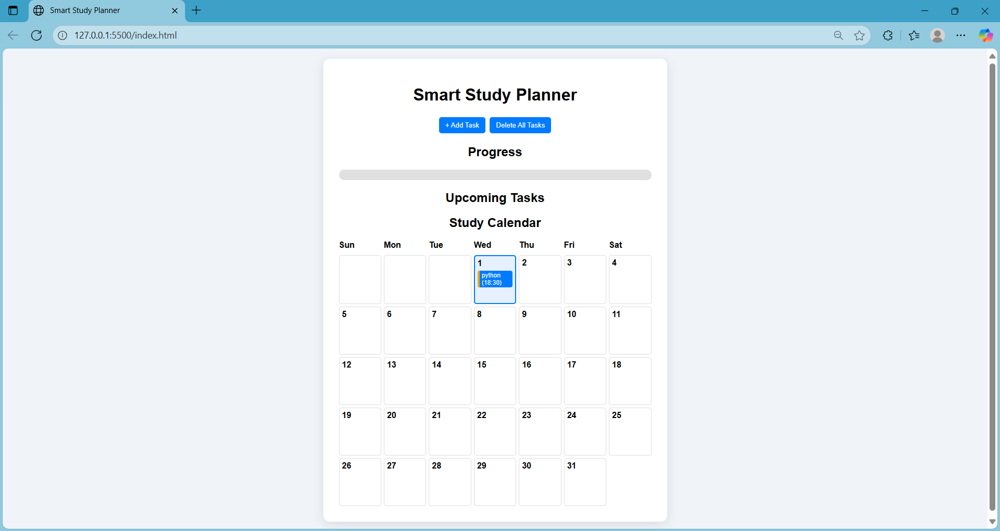 Smart Study Planner
127.0.0.1:5500/index.html
Smart Study Planner
+ Add Task Delete All Tasks
Progress
Upcoming Tasks
Study Calendar
Sun Mon Tue Wed Thu Fri Sat
1 2 3 4
python
(18:30)
5 6 7 8 9 10 11
12 13 14 15 16 17 18
19 20 21 22 23 24 25
26 27 28 29 30 31